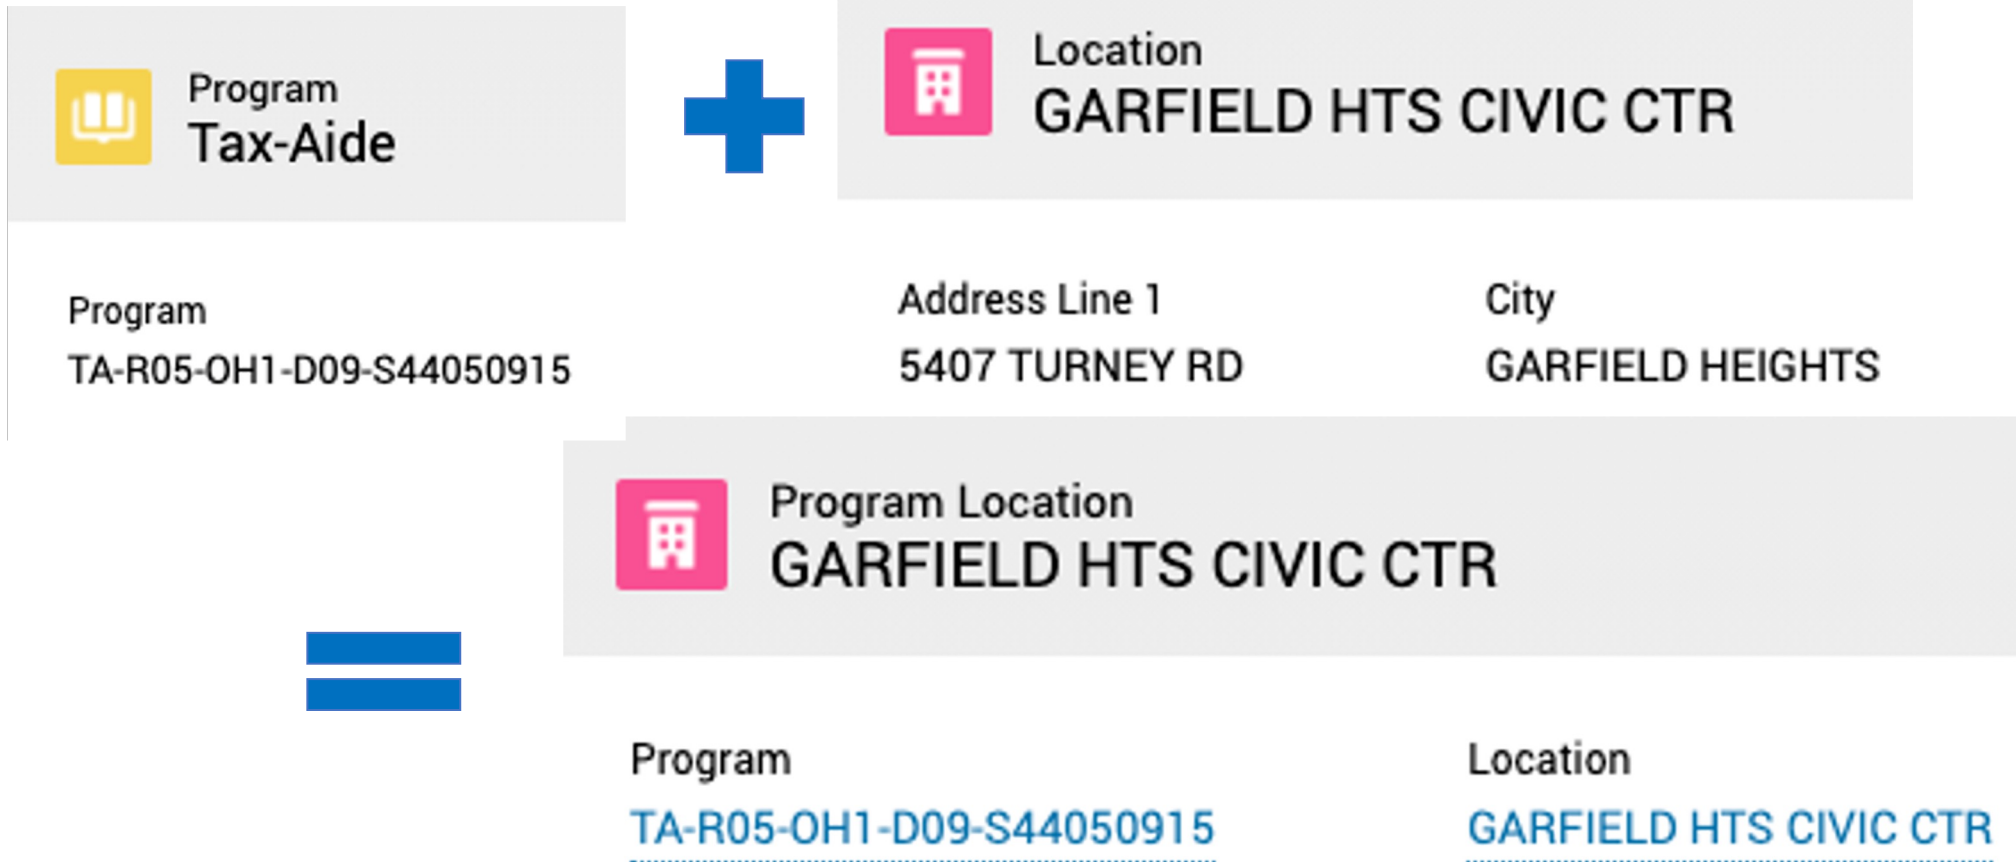 Program
Tax-Aide
Program
TA-R05-OH1-D09-S44050915
Location
GARFIELD HTS CIVIC CTR
Address Line 1
5407 TURNEY RD
City
GARFIELD HEIGHTS
Program Location
GARFIELD HTS CIVIC CTR
Program
TA-R05-OH1-D09-S44050915
Location
GARFIELD HTS CIVIC CTR